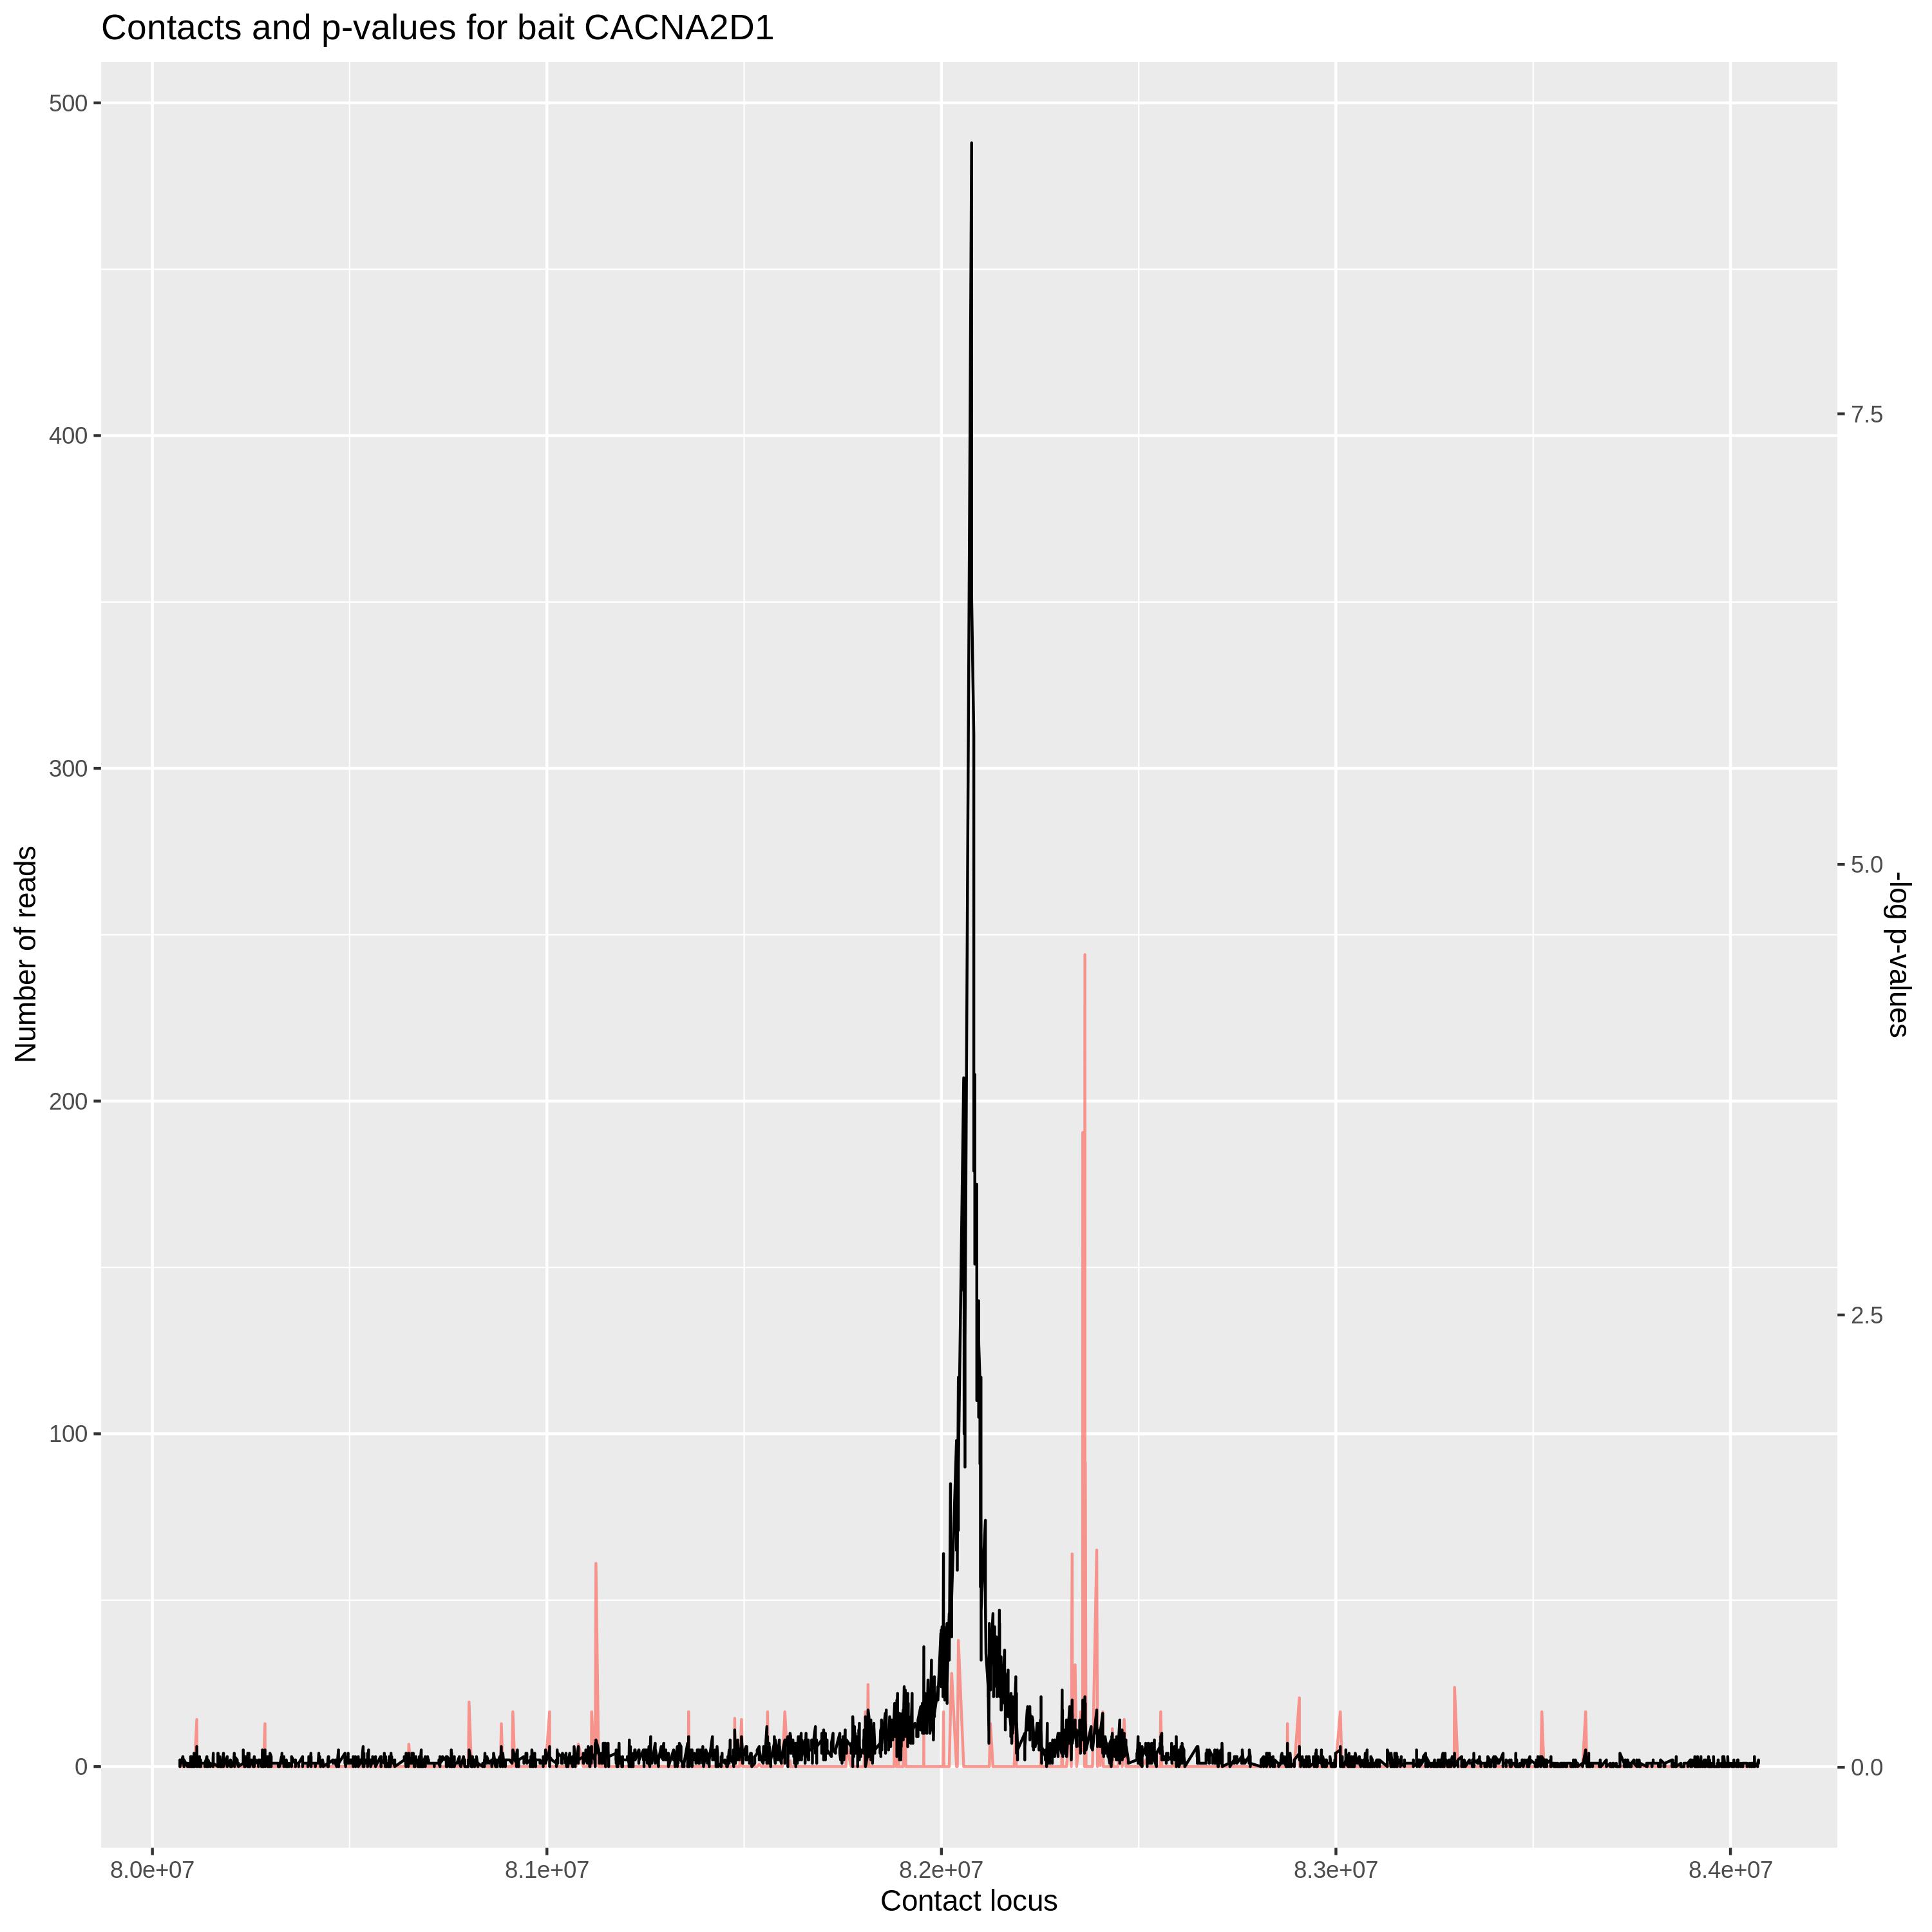 Contacts and p-values for bait CACNA2D1
500
400
300
200
100
0
Number of reads
7.5
5.0
2.5
0.0
-log p-values
8.0e+07 8.1e+07 8.2e+07 8.3e+07 8.4e+07
Contact locus